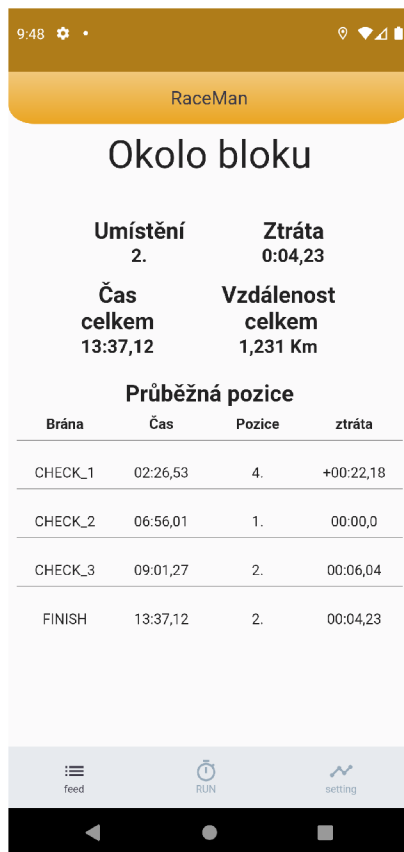 9:48
RaceMan
Okolo bloku
Umístění Ztráta
2. 0:04,23
Čas Vzdálenost
celkem celkem
13:37,12 1,231 Km
Průběžná pozice
Brána Čas Pozice ztráta
CHECK_1 02:26,53 4. +00:22,18
CHECK_2 06:56,01 1. 00:00,0
CHECK_3 09:01,27 2. 00:06,04
FINISH 13:37,12 2. 00:04,23
feed RUN setting